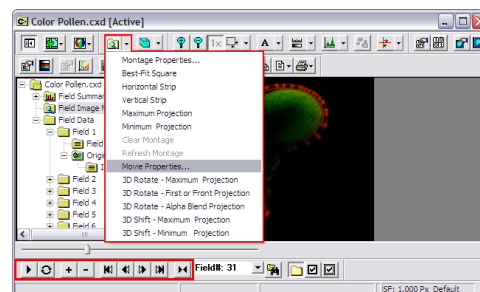 Color Pollen.cxd [Active]
1x
A
Montage Properties...
Best-Fit Square
Horizontal Strip
Vertical Strip
Maximum Projection
Minimum Projection
Clear Montage
Refresh Montage
Movie Properties...
3D Rotate - Maximum Projection
3D Rotate - First or Front Projection
3D Rotate - Alpha Blend Projection
3D Shift - Maximum Projection
3D Shift - Minimum Projection
Color Pollen.cxd
Field Summa
Field Image M
Field Data
Field 1
Field
Origi
Field 2
Field 3
Field 4
Field 5
Field 6
Field#: 31
SF: 1.000 Px Default